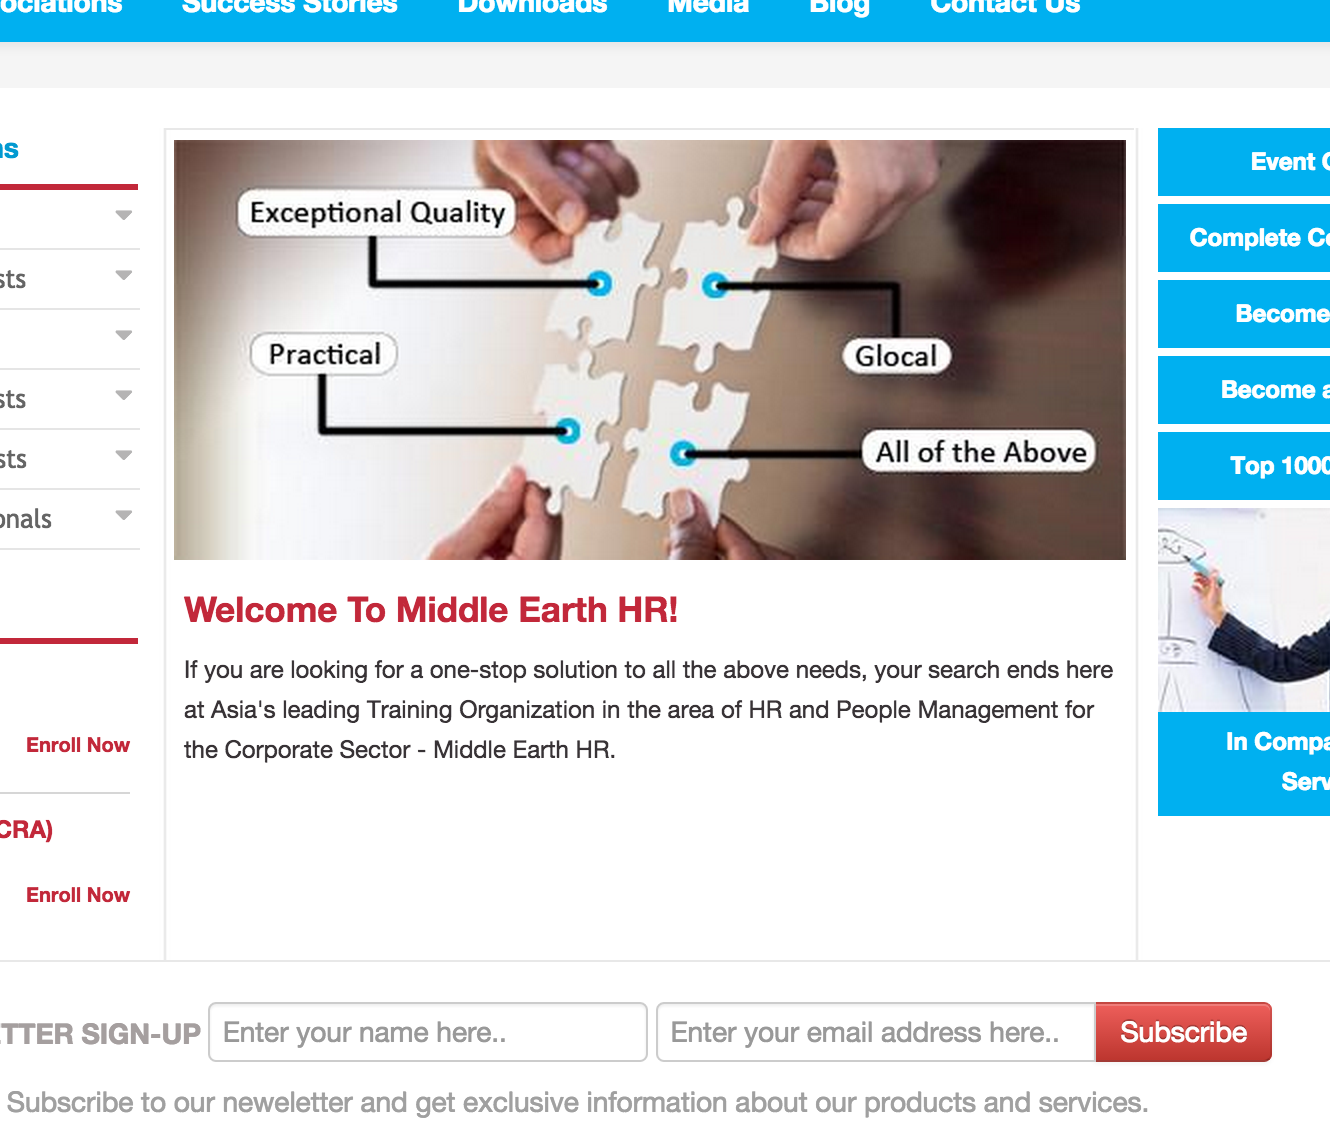 ociations Success Stories Downloads Media Blog Contact Us
ns
sts
sts
sts
onals
Enroll Now
CRA)
Enroll Now
Exceptional Quality
Practical
Glocal
All of the Above
Welcome To Middle Earth HR!
If you are looking for a one-stop solution to all the above needs, your search ends here
at Asia's leading Training Organization in the area of HR and People Management for
the Corporate Sector - Middle Earth HR.
Event
Complete Co
Become
Become a
Top 1000
In Compa
Serv
TTER SIGN-UP Enter your name here.. Enter your email address here.. Subscribe
Subscribe to our neweletter and get exclusive information about our products and services.